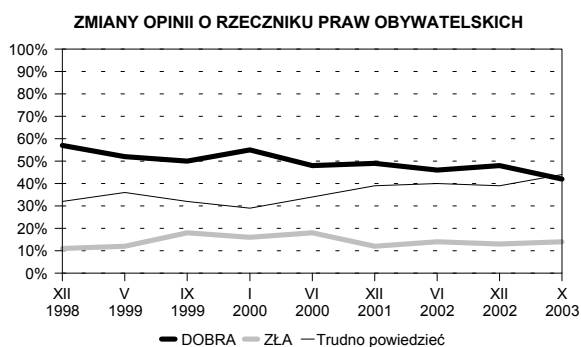 ZMIANY OPINII O RZECZNIKU PRAW OBYWATELSKICH
100%
90%
80%
70%
60%
50%
40%
30%
20%
10%
0%
XII V IX I VI XII VI XII X
1998 1999 1999 2000 2000 2001 2002 2002 2003
DOBRA ZŁA Trudno powiedzieć